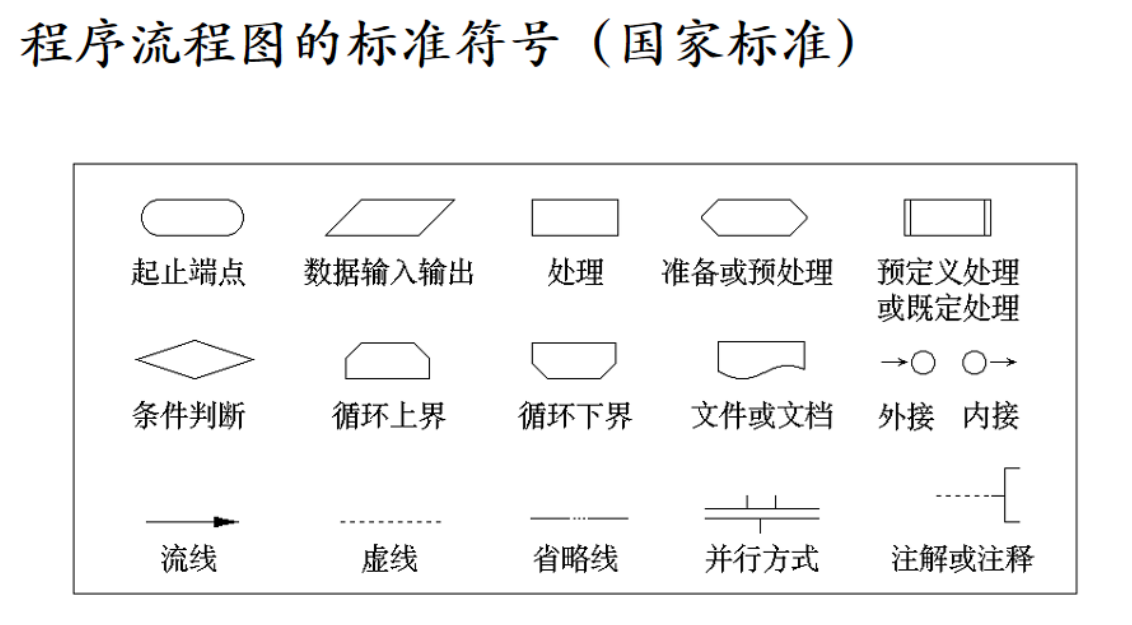 程序流程图的标准符号（国家标准）
起止端点
数据输入输出
处理
准备或预处理
预定义处理
或既定处理
条件判断
循环上界
循环下界
文件或文档
外接
内接
流线
虚线
省略线
并行方式
注解或注释